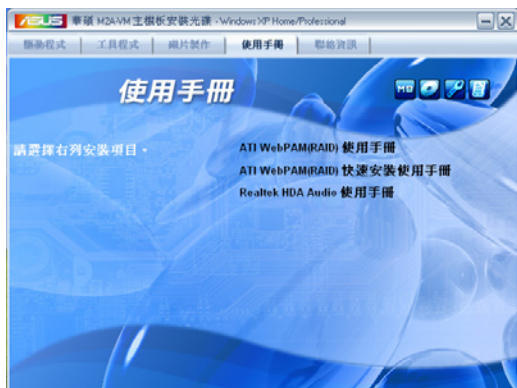 ASUS 華碩 M2A-VM 主機板安裝光碟 - Windows XP Home/Professional
驅動程式 工具程式 磁片製作 使用手冊 聯絡資訊
使用手冊
MB
請選擇右列安裝項目。
ATI WebPAM(RAID) 使用手冊
ATI WebPAM(RAID) 快速安裝使用手冊
Realtek HDA Audio 使用手冊